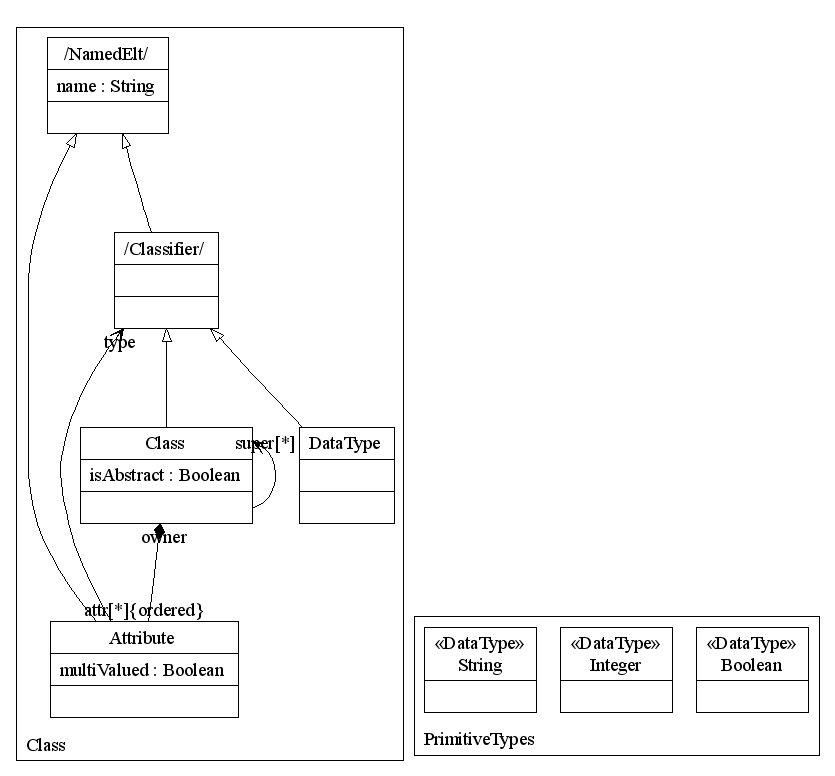 /NamedElt/
name : String
/Classifier/
type
Class
super[*]
DataType
isAbstract : Boolean
owner
attr[*]{ordered}
Attribute
multiValued : Boolean
Class
«DataType»
String
«DataType»
Integer
«DataType»
Boolean
PrimitiveTypes